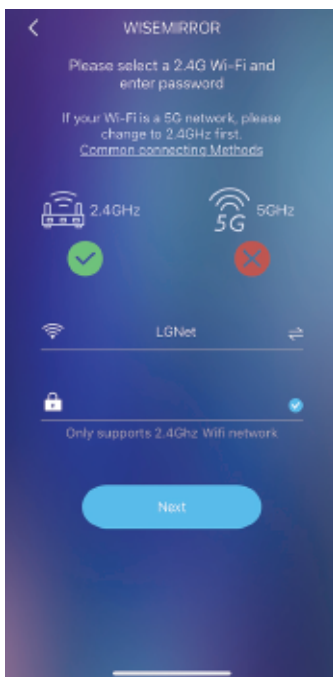 WISEMIRROR
Please select a 2.4G Wi-Fi and
enter password
If your Wi-Fi is a 5G network, please
change to 2.4GHz first.
Common connecting Methods
2.4GHz
5G
5GHz
LGNet
Only supports 2.4Ghz Wifi network
Next